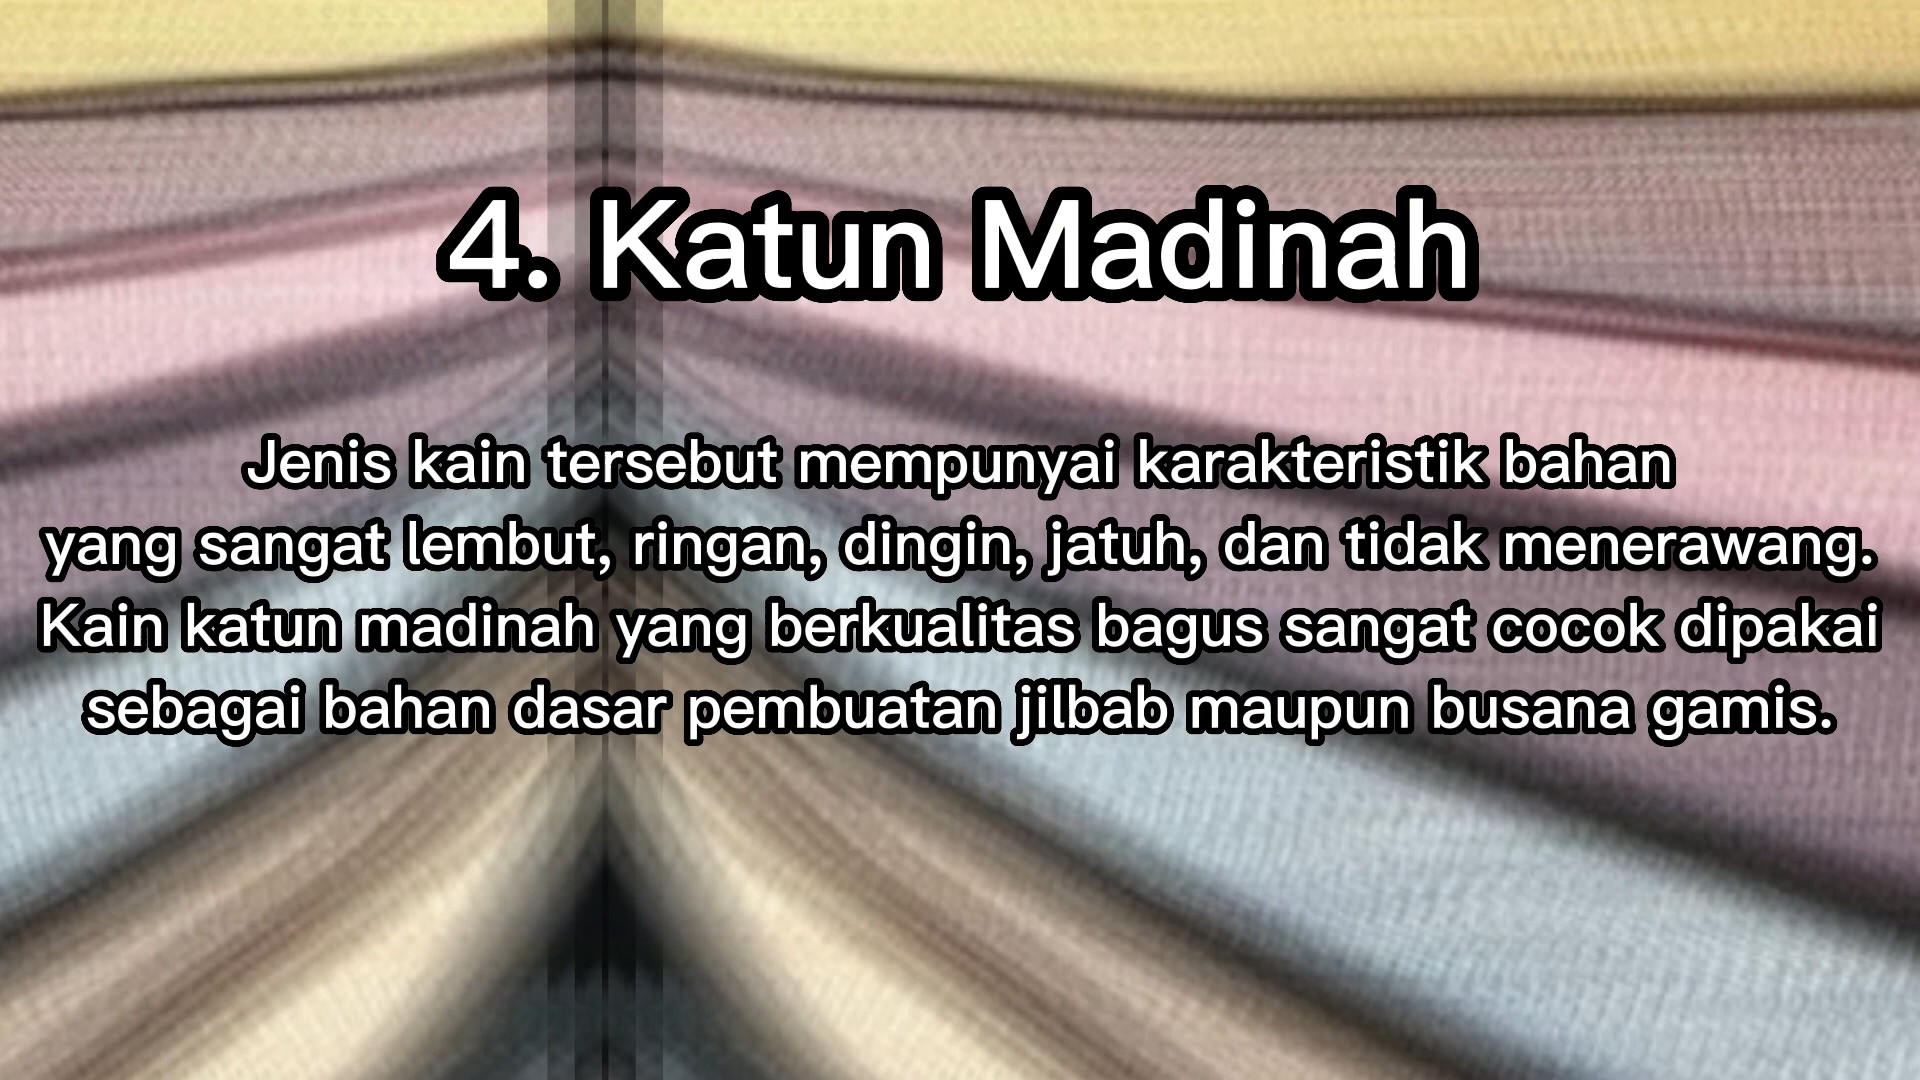 4. Katun Madinah
Jenis kain tersebut mempunyai karakteristik bahan
yang sangat lembut, ringan, dingin, jatuh, dan tidak menerawang.
Kain katun madinah yang berkualitas bagus sangat cocok dipakai
sebagai bahan dasar pembuatan jilbab maupun busana gamis.